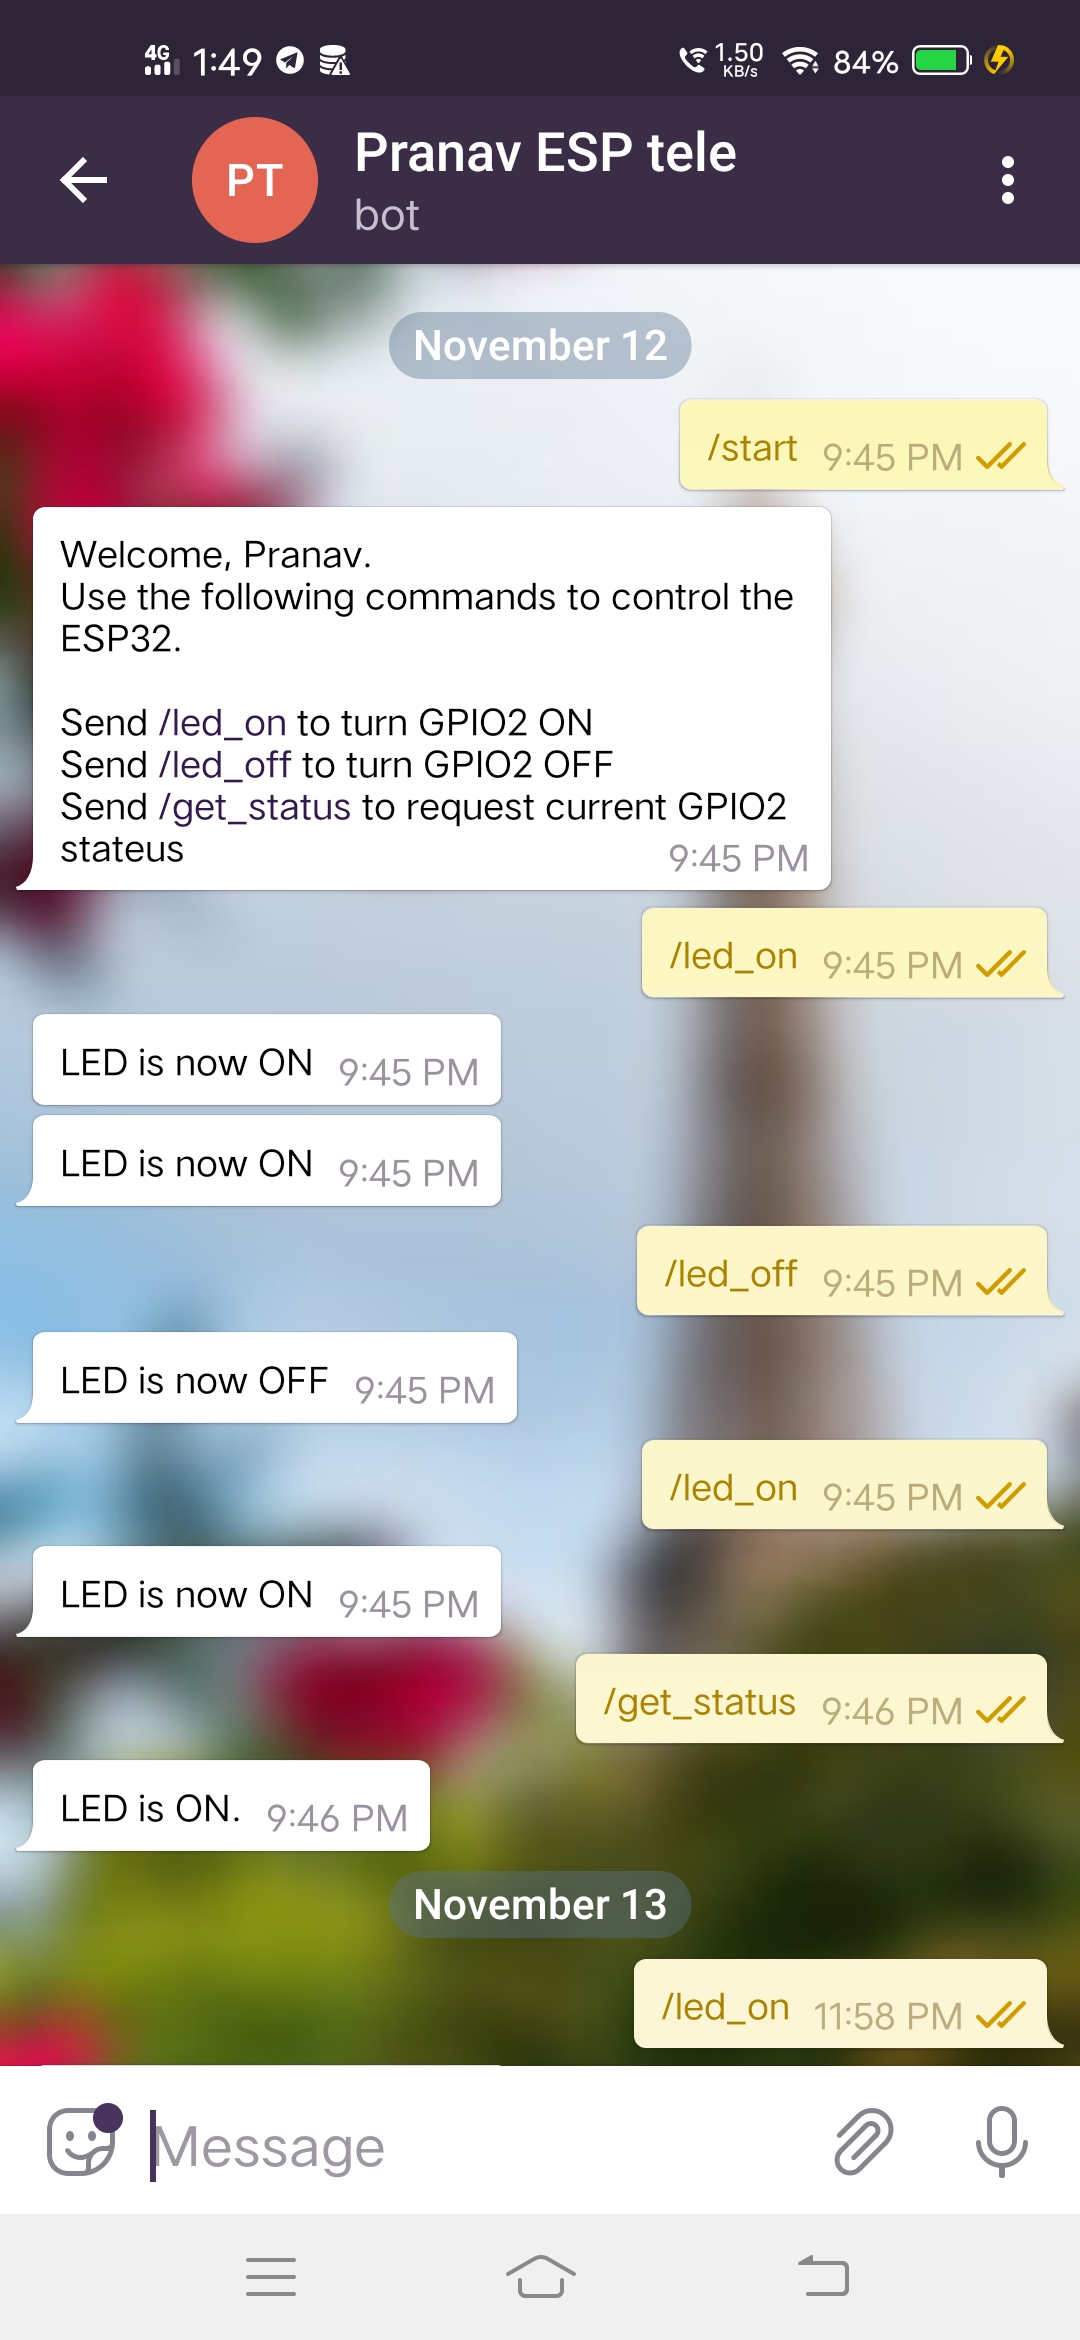 4G 1:49 1.50 KB/s 84%
PT
Pranav ESP tele
bot
November 12
/start 9:45 PM
Welcome, Pranav.
Use the following commands to control the
ESP32.
Send /led_on to turn GPIO2 ON
Send /led_off to turn GPIO2 OFF
Send /get_status to request current GPIO2
stateus 9:45 PM
/led_on 9:45 PM
LED is now ON 9:45 PM
LED is now ON 9:45 PM
/led_off 9:45 PM
LED is now OFF 9:45 PM
/led_on 9:45 PM
LED is now ON 9:45 PM
/get_status 9:46 PM
LED is ON. 9:46 PM
November 13
/led_on 11:58 PM
Message